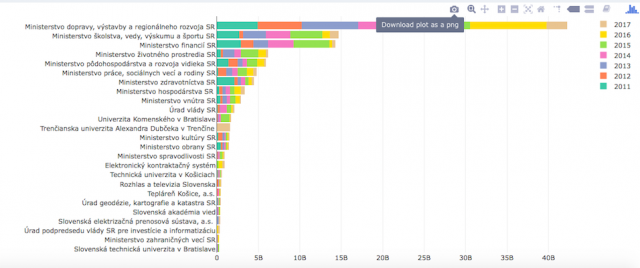 Download plot as a png
Ministerstvo dopravy, výstavby a regionálneho rozvoja SR
Ministerstvo školstva, vedy, výskumu a športu SR
Ministerstvo financií SR
Ministerstvo životného prostredia SR
Ministerstvo pôdohospodárstva a rozvoja vidieka SR
Ministerstvo práce, sociálnych vecí a rodiny SR
Ministerstvo zdravotníctva SR
Ministerstvo hospodárstva SR
Ministerstvo vnútra SR
Úrad vlády SR
Univerzita Komenského v Bratislave
Trenčianska univerzita Alexandra Dubčeka v Trenčíne
Ministerstvo kultúry SR
Ministerstvo obrany SR
Ministerstvo spravodlivosti SR
Elektronický kontraktačný systém
Technická univerzita v Košiciach
Rozhlas a televízia Slovenska
Tepláreň Košice, a.s.
Úrad geodézie, kartografie a katastra SR
Slovenská akadémia vied
Slovenská elektrizačná prenosová sústava, a.s.
Úrad podpredsedu vlády SR pre investície a informatizáciu
Ministerstvo zahraničných vecí SR
Slovenská technická univerzita v Bratislave
0
5B
10B
15B
20B
25B
30B
35B
40B
2017
2016
2015
2014
2013
2012
2011